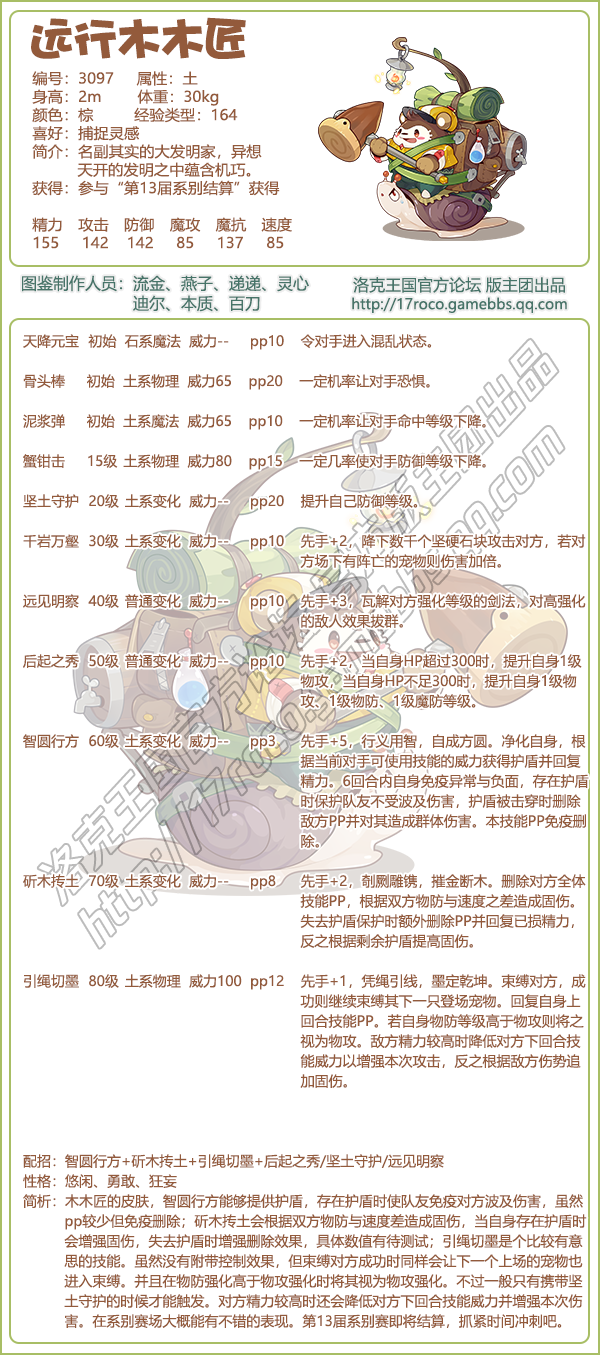 远行木木匠
编号：3097 属性：土
身高：2m 体重：30kg
颜色：棕 经验类型：164
喜好：捕捉灵感
简介：名副其实的大发明家，异想
天开的发明之中蕴含机巧。
获得：参与“第13届系别结算”获得
精力 攻击 防御 魔攻 魔抗 速度
155 142 142 85 137 85
图鉴制作人员：流金、燕子、递递、灵心
迪尔、本质、百刀
洛克王国官方论坛 版主团出品
http://17roco.gamebbs.qq.com
天降元宝 初始 石系魔法 威力-- pp10 令对手进入混乱状态。
骨头棒 初始 土系物理 威力65 pp20 一定机率让对手恐惧。
泥浆弹 初始 土系魔法 威力65 pp10 一定机率让对手命中等级下降。
蟹钳击 15级 土系物理 威力80 pp15 一定几率使对手防御等级下降。
坚土守护 20级 土系变化 威力-- pp20 提升自己防御等级。
千岩万壑 30级 土系变化 威力-- pp10 先手+2，降下数千个坚硬石块攻击对方，若对
方场下有阵亡的宠物则伤害加倍。
远见明察 40级 普通变化 威力-- pp10 先手+3，瓦解对方强化等级的剑法，对高强化
的敌人效果拔群。
后起之秀 50级 普通变化 威力-- pp10 先手+2，当自身HP超过300时，提升自身1级
物攻，当自身HP不足300时，提升自身1级物
攻、1级物防、1级魔防等级。
智圆行方 60级 土系变化 威力-- pp3 先手+5，行义用智，自成方圆。净化自身，根
据当前对手可使用技能的威力获得护盾并回复
精力。6回合内自身免疫异常与负面，存在护盾
时保护队友不受波及伤害，护盾被击穿时删除
敌方PP并对其造成群体伤害。本技能PP免疫删
除。
斫木抟土 70级 土系变化 威力-- pp8 先手+2，剞劂雕镌，摧金断木。删除对方全体
技能PP，根据双方物防与速度之差造成固伤。
失去护盾保护时额外删除PP并回复已损精力，
反之根据剩余护盾提高固伤。
引绳切墨 80级 土系物理 威力100 pp12 先手+1，凭绳引线，墨定乾坤。束缚对方，成
功则继续束缚其下一只登场宠物。回复自身上
回合技能PP。若自身物防等级高于物攻则将之
视为物攻。敌方精力较高时降低对方下回合技
能威力以增强本次攻击，反之根据敌方伤势追
加固伤。
配招：智圆行方+斫木抟土+引绳切墨+后起之秀/坚土守护/远见明察
性格：悠闲、勇敢、狂妄
简析：木木匠的皮肤，智圆行方能够提供护盾，存在护盾时使队友免疫对方波及伤害，虽然
pp较少但免疫删除；斫木抟土会根据双方物防与速度差造成固伤，当自身存在护盾时
会增强固伤，失去护盾时增强删除效果，具体数值有待测试；引绳切墨是个比较有意
思的技能。虽然没有附带控制效果，但束缚对方成功时同样会让下一个上场的宠物也
进入束缚。并且在物防强化高于物攻强化时将其视为物攻强化。不过一般只有携带坚
土守护的时候才能触发。对方精力较高时还会降低对方下回合技能威力并增强本次伤
害。在系别赛场大概能有不错的表现。第13届系别赛即将结算，抓紧时间冲刺吧。
洛克王国官方论坛 版主团出品
http://17roco.gamebbs.qq.com